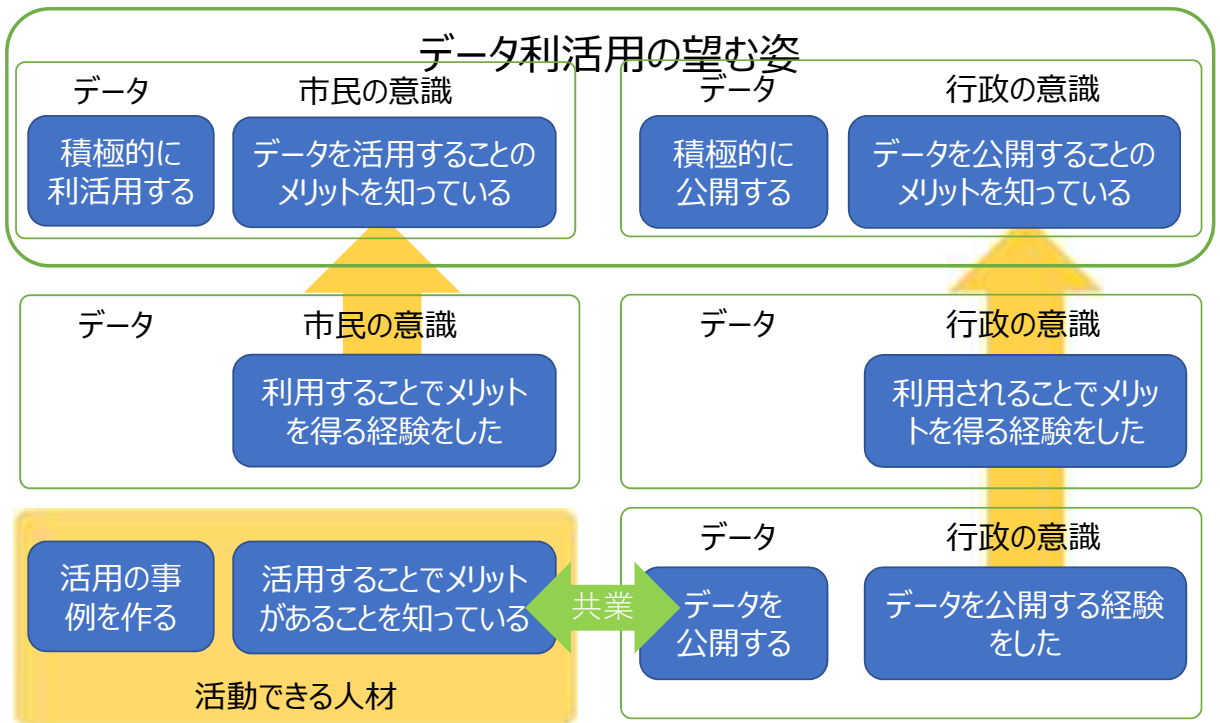 データ利活用の望む姿
データ
市民の意識
積極的に
利活用する
データを活用することの
メリットを知っている
データ
行政の意識
積極的に
公開する
データを公開することの
メリットを知っている
データ
市民の意識
利用することでメリット
を得る経験をした
データ
行政の意識
利用されることでメリッ
トを得る経験をした
活用の事
例を作る
活用することでメリット
があることを知っている
活動できる人材
共業
データ
行政の意識
データを
公開する
データを公開する経験
をした